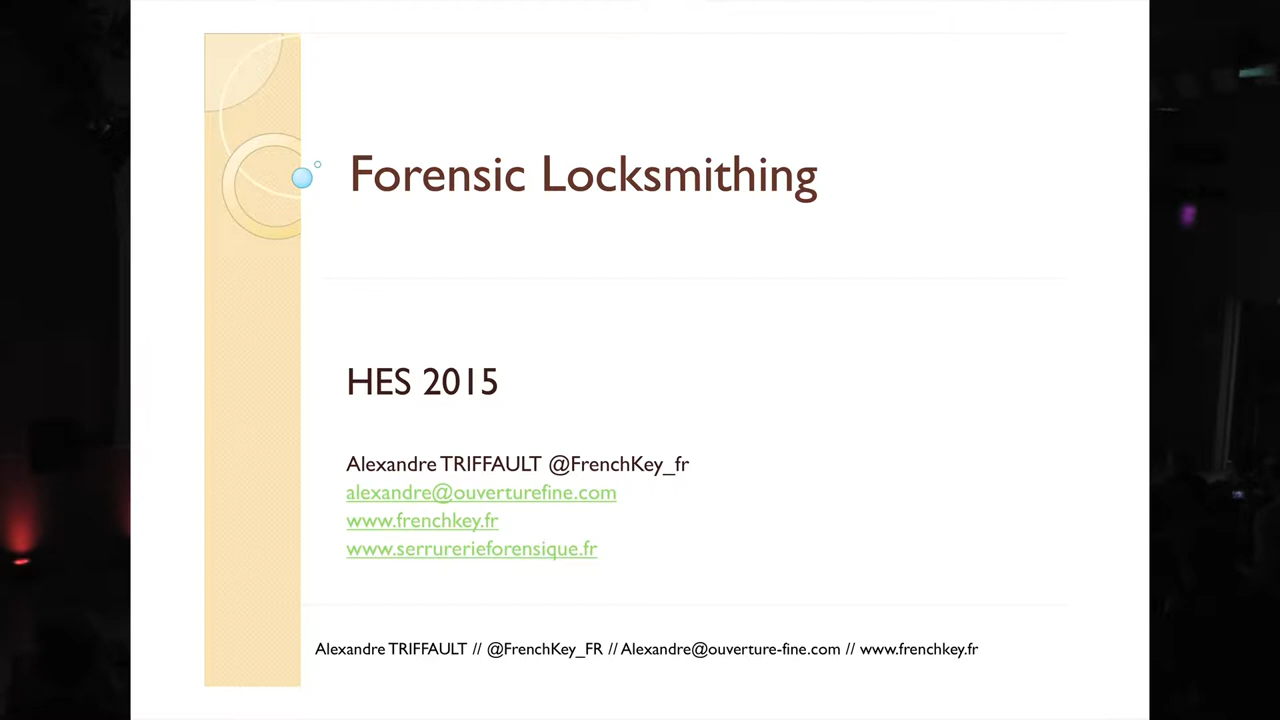 Forensic Locksmithing
HES 2015
Alexandre TRIFFAULT @FrenchKey_fr
alexandre@ouverturefine.com
www.frenchkey.fr
www.serrurerieforensique.fr
Alexandre TRIFFAULT // @FrenchKey_FR // Alexandre@ouverture-fine.com // www.frenchkey.fr